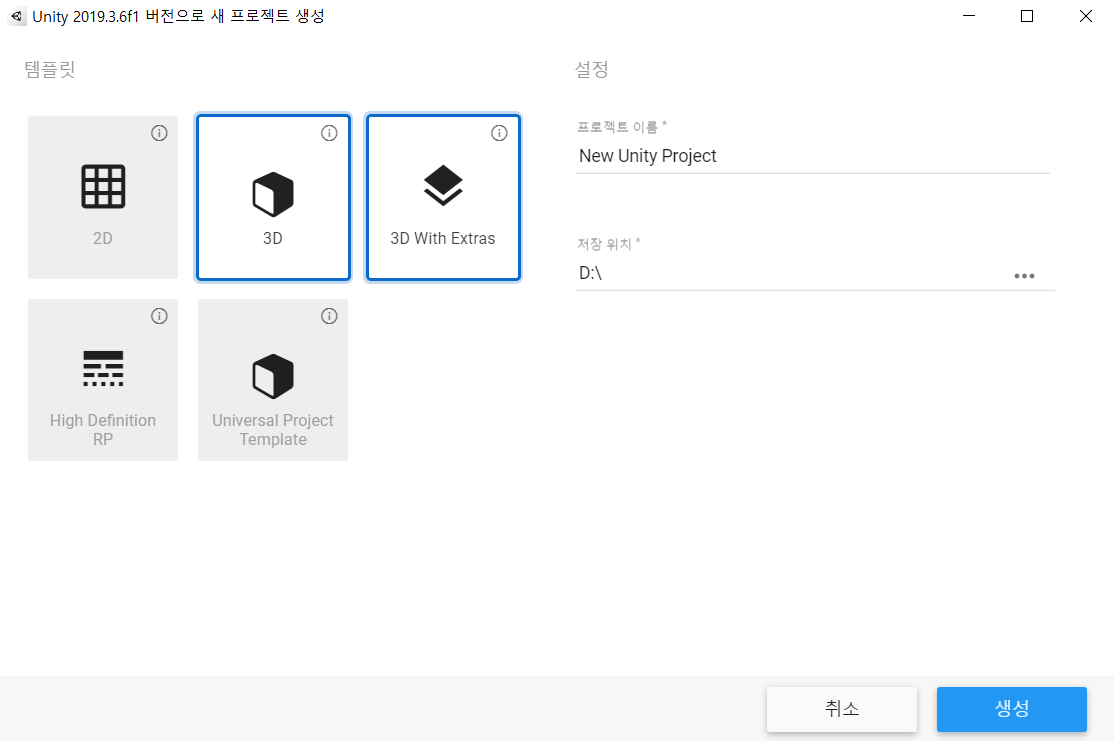 Unity 2019.3.6f1 버전으로 새 프로젝트 생성
템플릿
2D
3D
3D With Extras
High Definition
RP
Universal Project
Template
설정
프로젝트 이름 *
New Unity Project
저장 위치 *
D:\
취소
생성